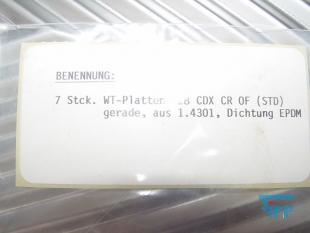 BENENNUNG:
7 Stck. WT-Platten CDX CR OF (STD)
gerade, aus 1.4301, Dichtung EPDM